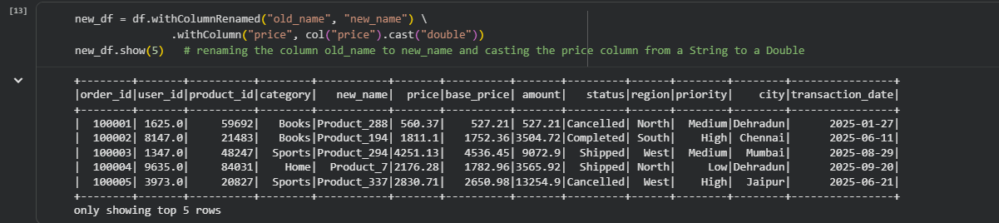 [13]
new_df = df.withColumnRenamed("old_name", "new_name") \
.withColumn("price", col("price").cast("double"))
new_df.show(5)   # renaming the column old_name to new_name and casting the price column from a String to a Double
+--------+-------+----------+--------+-----------+-------+----------+-------+---------+------+--------+--------+----------------+
|order_id|user_id|product_id|category|   new_name|  price|base_price| amount|   status|region|priority|    city|transaction_date|
+--------+-------+----------+--------+-----------+-------+----------+-------+---------+------+--------+--------+----------------+
|  100001| 1625.0|     59692|   Books|Product_288| 560.37|    527.21| 527.21|Cancelled| North|  Medium|Dehradun|      2025-01-27|
|  100002| 8147.0|     21483|   Books|Product_194| 1811.1|   1752.36|3504.72|Completed| South|    High| Chennai|      2025-06-11|
|  100003| 1347.0|     48247|  Sports|Product_294|4251.13|   4536.45| 9072.9|  Shipped|  West|  Medium|  Mumbai|      2025-08-29|
|  100004| 9635.0|     84031|    Home|  Product_7|2176.28|   1782.96|3565.92|  Shipped| North|     Low|Dehradun|      2025-09-20|
|  100005| 3973.0|     20827|  Sports|Product_337|2830.71|   2650.98|13254.9|Cancelled|  West|    High|  Jaipur|      2025-06-21|
+--------+-------+----------+--------+-----------+-------+----------+-------+---------+------+--------+--------+----------------+
only showing top 5 rows